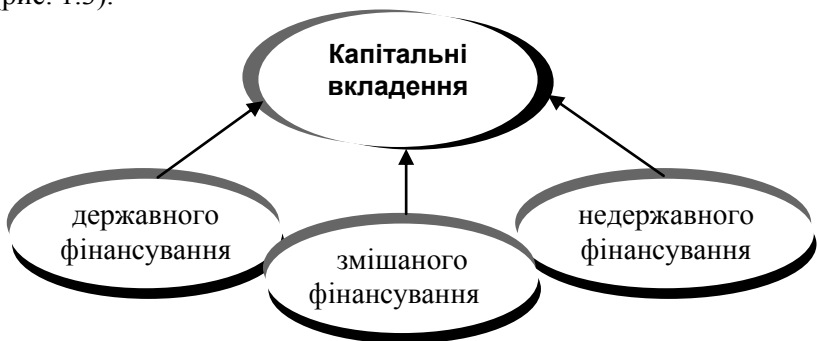 рис. 1.3).
Капітальні
вкладення
державного
фінансування
змішаного
фінансування
недержавного
фінансування